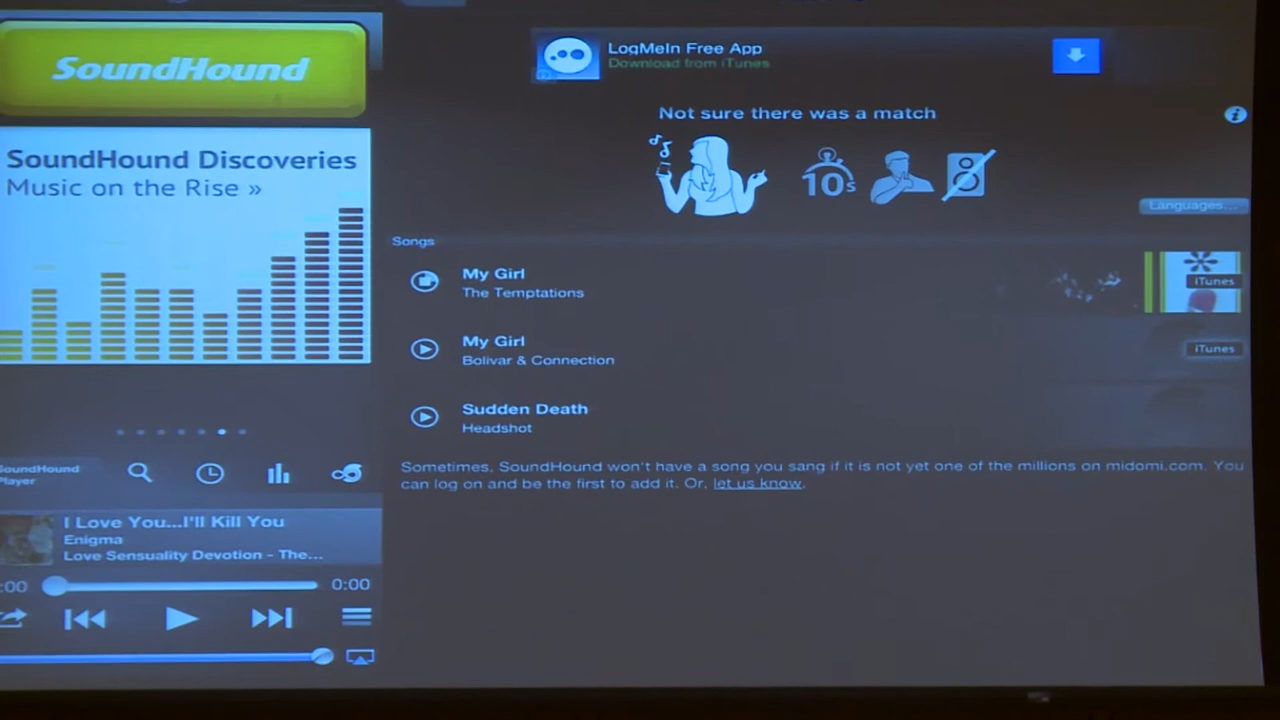 SoundHound
SoundHound Discoveries
Music on the Rise »
SoundHound
Player
I Love You...I'll Kill You
Enigma
Love Sensuality Devotion - The...
:00
0:00
LogMeIn Free App
Download from iTunes
Not sure there was a match
10s
Languages...
Songs
My Girl
The Temptations
iTunes
My Girl
Bolivar & Connection
iTunes
Sudden Death
Headshot
Sometimes, SoundHound won't have a song you sang if it is not yet one of the millions on midomi.com. You
can log on and be the first to add it. Or, let us know.